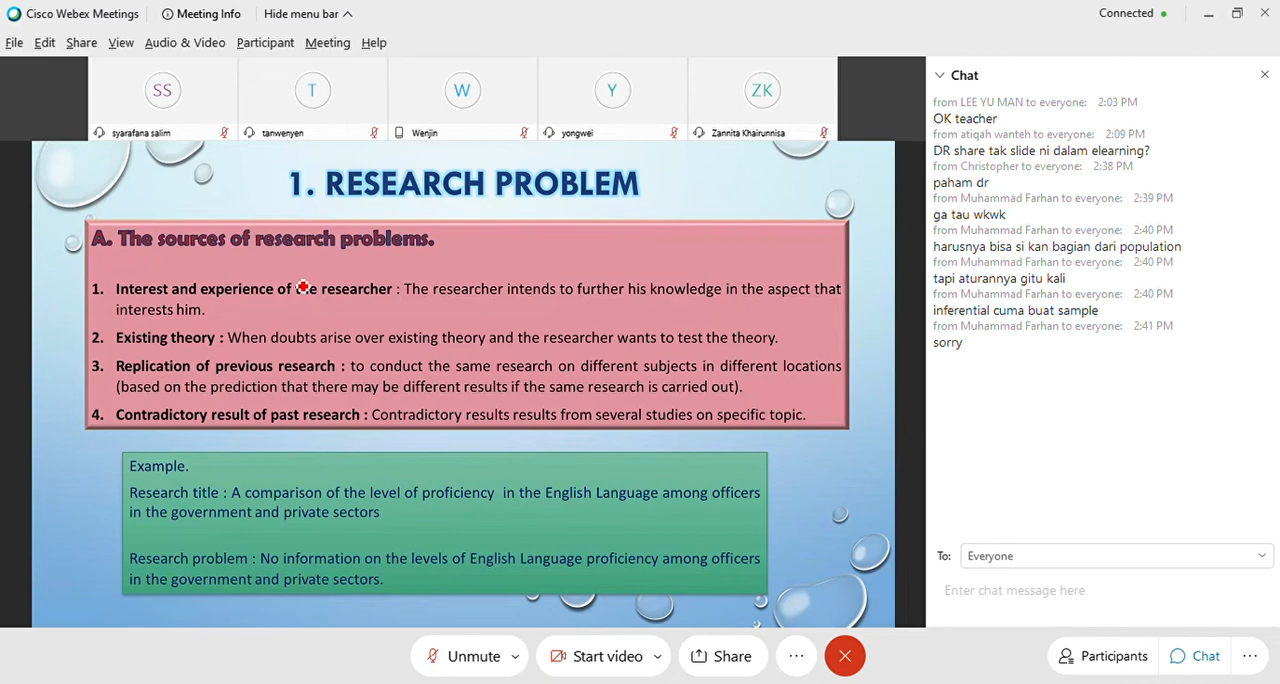 Cisco Webex Meetings
Meeting Info
Hide menu bar
Connected
File Edit Share View Audio & Video Participant Meeting Help
SS T W Y ZK
syarafana salim tanwenyen Wenjin yongwei Zannita Khairunnisa
1. RESEARCH PROBLEM
A. The sources of research problems.
1. Interest and experience of researcher : The researcher intends to further his knowledge in the aspect that
interests him.
2. Existing theory : When doubts arise over existing theory and the researcher wants to test the theory.
3. Replication of previous research : to conduct the same research on different subjects in different locations
(based on the prediction that there may be different results if the same research is carried out).
4. Contradictory result of past research : Contradictory results results from several studies on specific topic.
Example.
Research title : A comparison of the level of proficiency in the English Language among officers
in the government and private sectors
Research problem : No information on the levels of English Language proficiency among officers
in the government and private sectors.
Chat
from LEE YU MAN to everyone: 2:03 PM
OK teacher
from atiqah wanteh to everyone: 2:09 PM
DR share tak slide ni dalam elearning?
from Christopher to everyone: 2:38 PM
paham dr
from Muhammad Farhan to everyone: 2:39 PM
ga tau wkwk
from Muhammad Farhan to everyone: 2:40 PM
harusnya bisa si kan bagian dari population
from Muhammad Farhan to everyone: 2:40 PM
tapi aturannya gitu kali
from Muhammad Farhan to everyone: 2:40 PM
inferential cuma buat sample
from Muhammad Farhan to everyone: 2:41 PM
sorry
To: Everyone
Enter chat message here
Unmute
Start video
Share
Participants
Chat